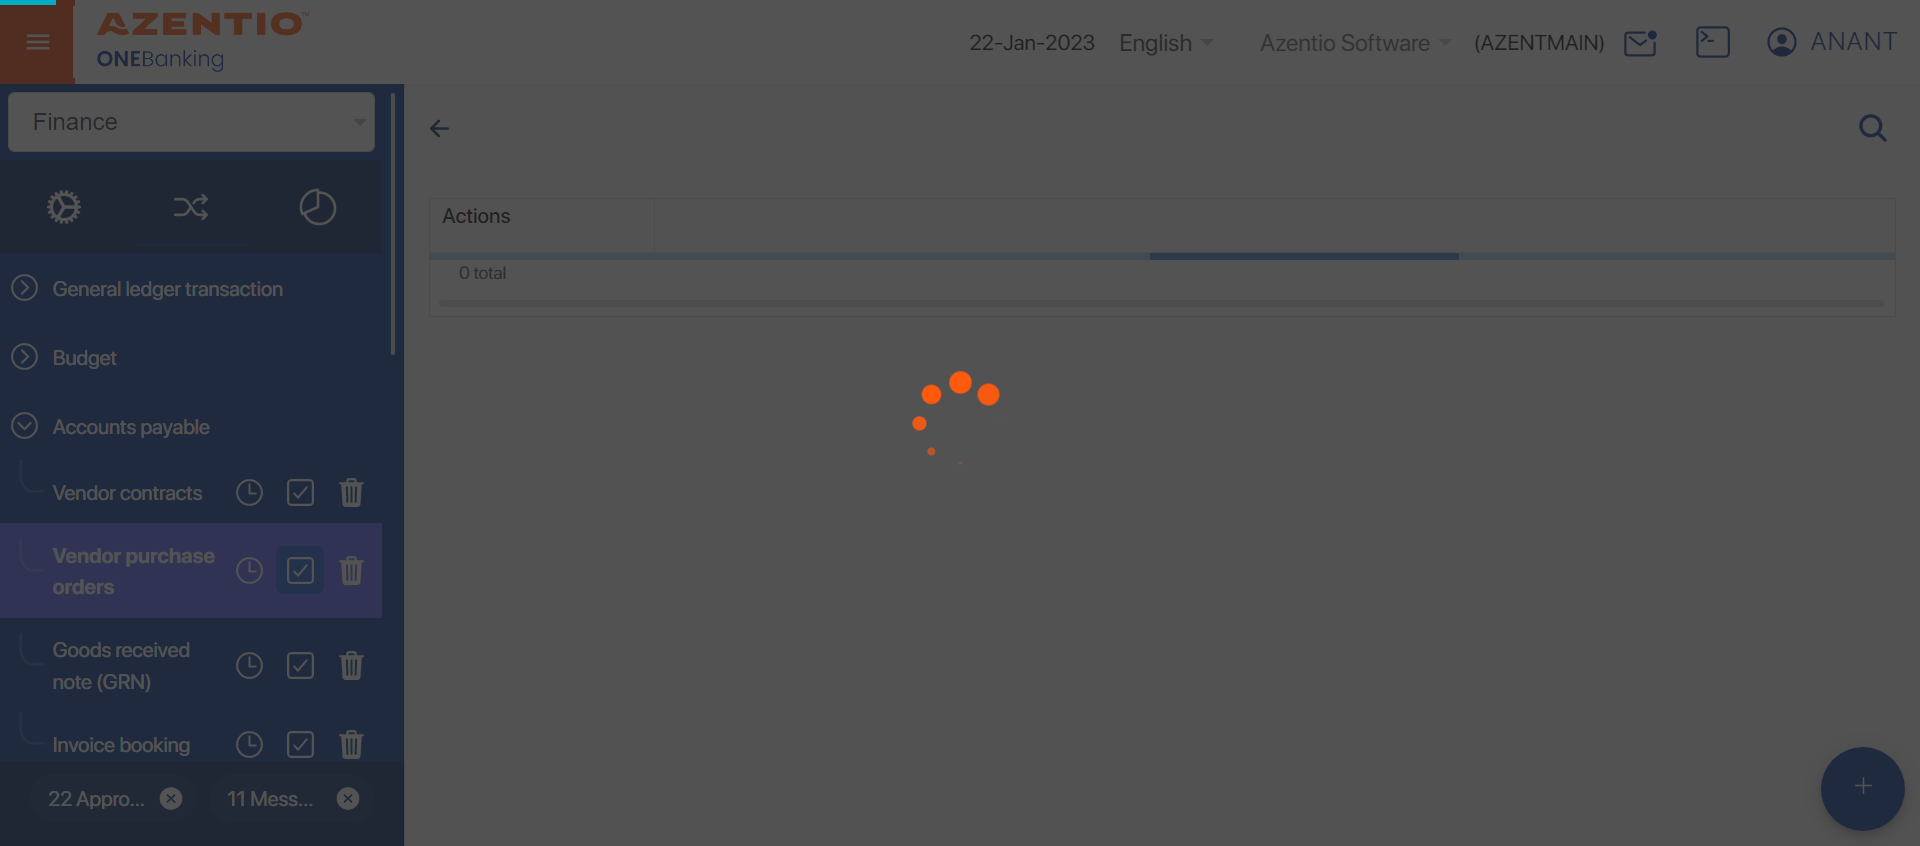 AZENTIO™
ONEBanking
22-Jan-2023
English
Azentio Software
(AZENTMAIN)
ANANT
Finance
General ledger transaction
Budget
Accounts payable
Vendor contracts
Vendor purchase
orders
Goods received
note (GRN)
Invoice booking
22 Appro...
11 Mess...
Actions
0 total